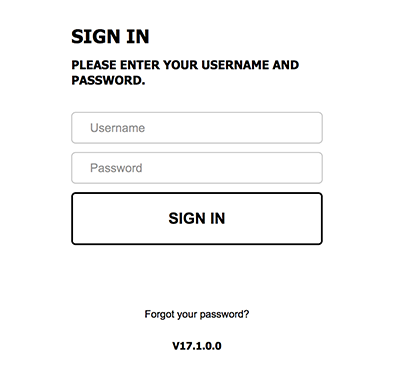 SIGN IN
PLEASE ENTER YOUR USERNAME AND
PASSWORD.
Username
Password
SIGN IN
Forgot your password?
V17.1.0.0